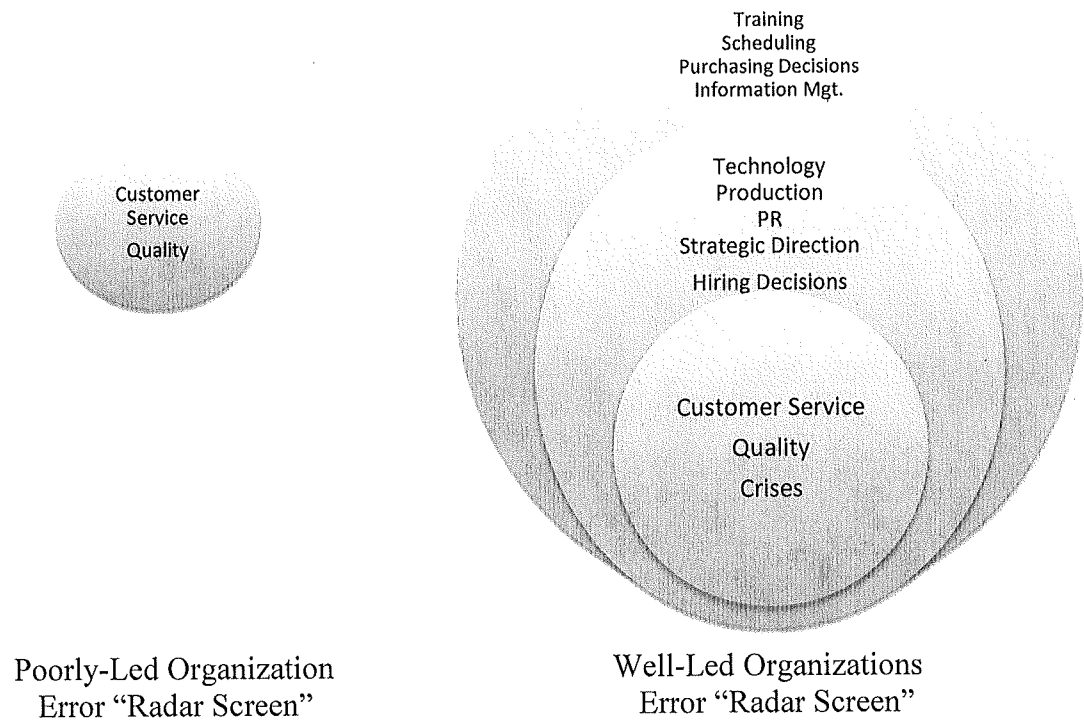 Customer
Service
Quality
Poorly-Led Organization
Error “Radar Screen”
Training
Scheduling
Purchasing Decisions
Information Mgt.
Technology
Production
PR
Strategic Direction
Hiring Decisions
Customer Service
Quality
Crises
Well-Led Organizations
Error “Radar Screen”